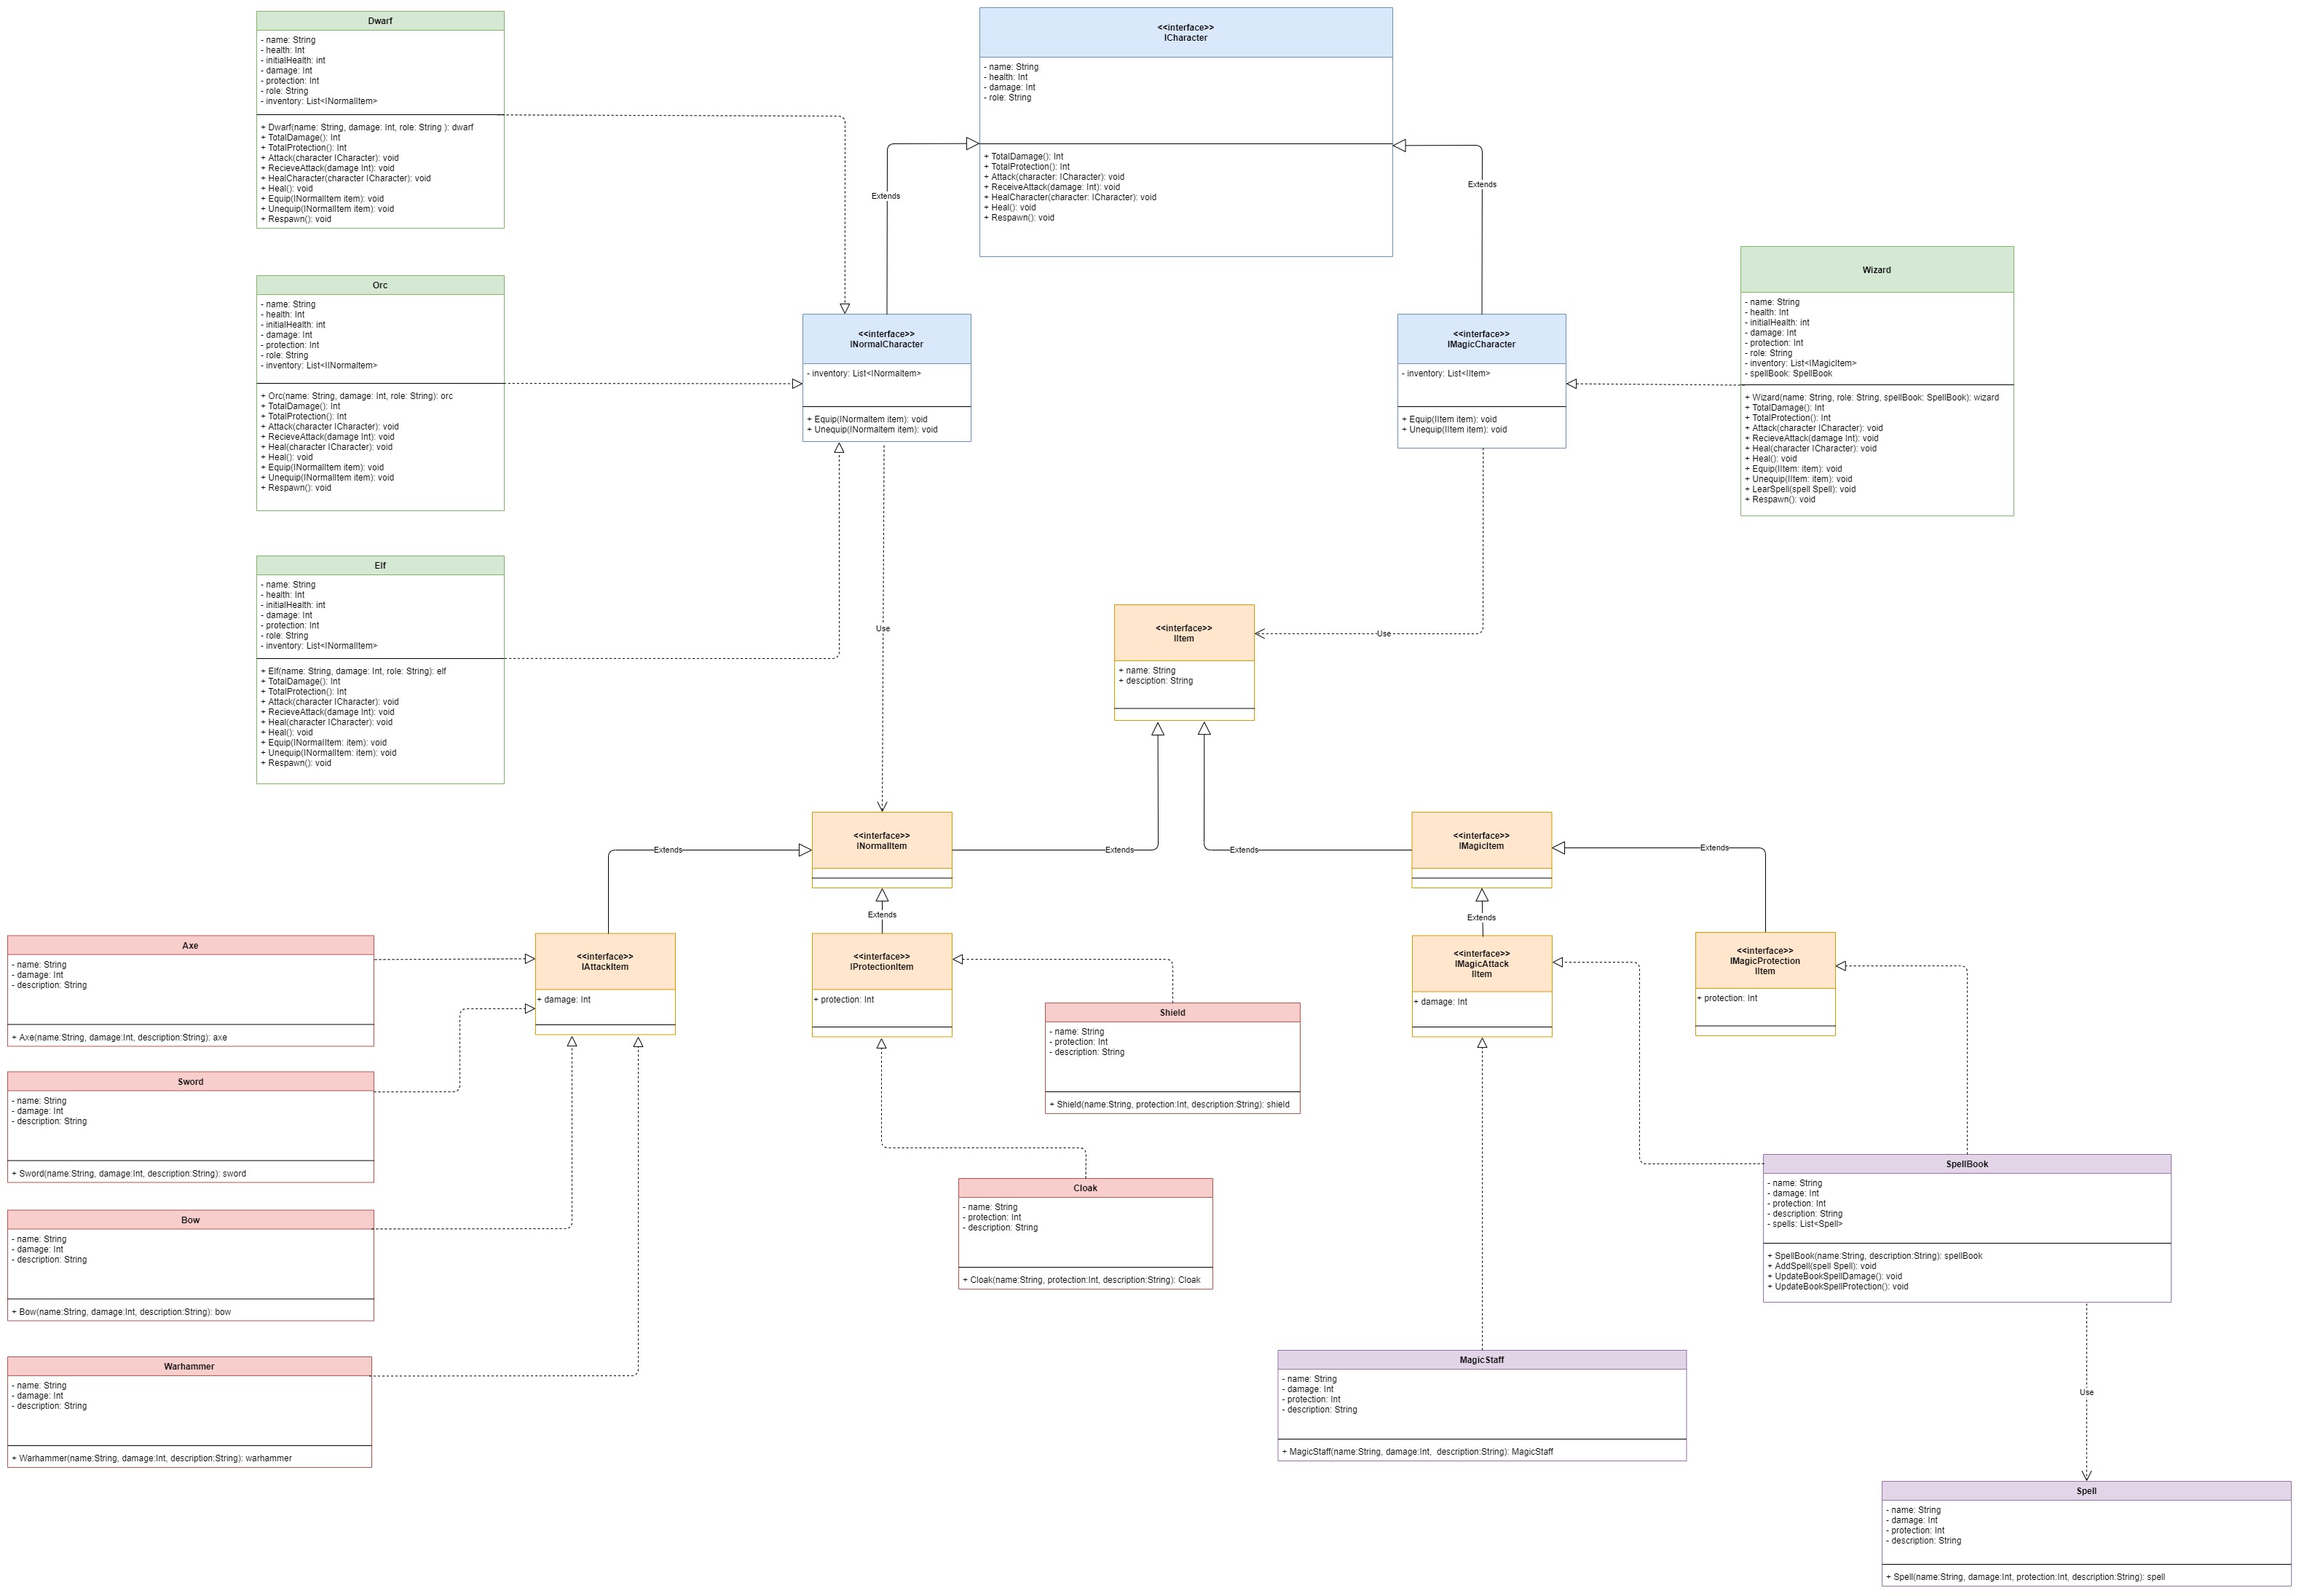 Dwarf
- name: String
- health: Int
- initialHealth: int
- damage: Int
- protection: Int
- role: String
- inventory: List<INormalItem>
+ Dwarf(name: String, damage: Int, role: String ): dwarf
+ TotalDamage(): Int
+ TotalProtection(): Int
+ Attack(character ICharacter): void
+ RecieveAttack(damage Int): void
+ HealCharacter(character ICharacter): void
+ Heal(): void
+ Equip(INormalItem item): void
+ Unequip(INormalItem item): void
+ Respawn(): void
<<interface>>
ICharacter
- name: String
- health: Int
- damage: Int
- role: String
+ TotalDamage(): Int
+ TotalProtection(): Int
+ Attack(character: ICharacter): void
+ ReceiveAttack(damage: Int): void
+ HealCharacter(character: ICharacter): void
+ Heal(): void
+ Respawn(): void
Extends
Extends
Orc
- name: String
- health: Int
- initialHealth: int
- damage: Int
- protection: Int
- role: String
- inventory: List<IINormalItem>
+ Orc(name: String, damage: Int, role: String): orc
+ TotalDamage(): Int
+ TotalProtection(): Int
+ Attack(character ICharacter): void
+ RecieveAttack(damage Int): void
+ Heal(character ICharacter): void
+ Heal(): void
+ Equip(INormalItem item): void
+ Unequip(INormalItem item): void
+ Respawn(): void
<<interface>>
INormalCharacter
- inventory: List<INormaItem>
+ Equip(INormaItem item): void
+ Unequip(INormaItem item): void
<<interface>>
IMagicCharacter
- inventory: List<IItem>
+ Equip(IItem item): void
+ Unequip(IItem item): void
Wizard
- name: String
- health: Int
- initialHealth: int
- damage: Int
- protection: Int
- role: String
- inventory: List<IMagicItem>
- spellBook: SpellBook
+ Wizard(name: String, role: String, spellBook: SpellBook): wizard
+ TotalDamage(): Int
+ TotalProtection(): Int
+ Attack(character ICharacter): void
+ RecieveAttack(damage Int): void
+ Heal(character ICharacter): void
+ Heal(): void
+ Equip(IItem: item): void
+ Unequip(IItem: item): void
+ LearSpell(spell Spell): void
+ Respawn(): void
Elf
- name: String
- health: Int
- initialHealth: int
- damage: Int
- protection: Int
- role: String
- inventory: List<INormalItem>
+ Elf(name: String, damage: Int, role: String): elf
+ TotalDamage(): Int
+ TotalProtection(): Int
+ Attack(character ICharacter): void
+ RecieveAttack(damage Int): void
+ Heal(character ICharacter): void
+ Heal(): void
+ Equip(INormalItem: item): void
+ Unequip(INormalItem: item): void
+ Respawn(): void
Use
Use
<<interface>>
IItem
+ name: String
+ desciption: String
Extends
Extends
Extends
Extends
<<interface>>
INormalItem
<<interface>>
IMagicItem
Extends
Extends
Axe
- name: String
- damage: Int
- description: String
+ Axe(name:String, damage:Int, description:String): axe
<<interface>>
IAttackItem
+ damage: Int
<<interface>>
IProtectionItem
+ protection: Int
<<interface>>
IMagicAttack
IItem
+ damage: Int
<<interface>>
IMagicProtection
IItem
+ protection: Int
Shield
- name: String
- protection: Int
- description: String
+ Shield(name:String, protection:Int, description:String): shield
Sword
- name: String
- damage: Int
- description: String
+ Sword(name:String, damage:Int, description:String): sword
Cloak
- name: String
- protection: Int
- description: String
+ Cloak(name:String, protection:Int, description:String): Cloak
SpellBook
- name: String
- damage: Int
- protection: Int
- description: String
- spells: List<Spell>
+ SpellBook(name:String, description:String): spellBook
+ AddSpell(spell Spell): void
+ UpdateBookSpellDamage(): void
+ UpdateBookSpellProtection(): void
Bow
- name: String
- damage: Int
- description: String
+ Bow(name:String, damage:Int, description:String): bow
Warhammer
- name: String
- damage: Int
- description: String
+ Warhammer(name:String, damage:Int, description:String): warhammer
MagicStaff
- name: String
- damage: Int
- protection: Int
- description: String
+ MagicStaff(name:String, damage:Int, description:String): MagicStaff
Use
Spell
- name: String
- damage: Int
- protection: Int
- description: String
+ Spell(name:String, damage:Int, protection:Int, description:String): spell